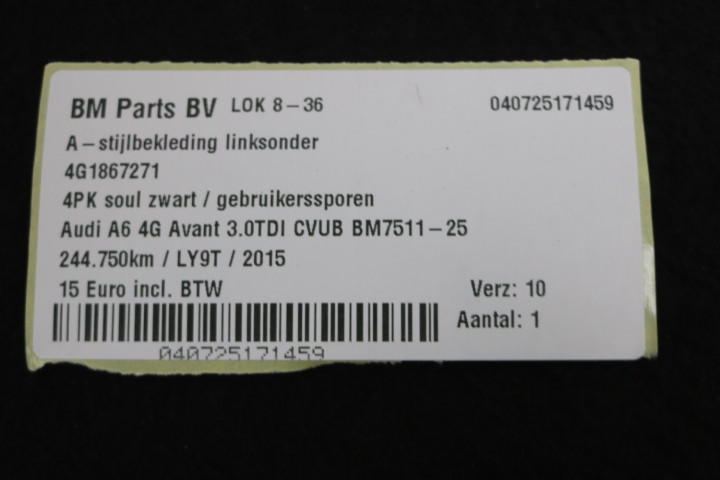 BM Parts BV LOK 8-36 040725171459
A-stijlbekleding linksonder
4G1867271
4PK soul zwart / gebruikerssporen
Audi A6 4G Avant 3.0TDI CVUB BM7511-25
244.750km / LY9T / 2015
15 Euro incl. BTW Verz: 10
Aantal: 1
040725171459